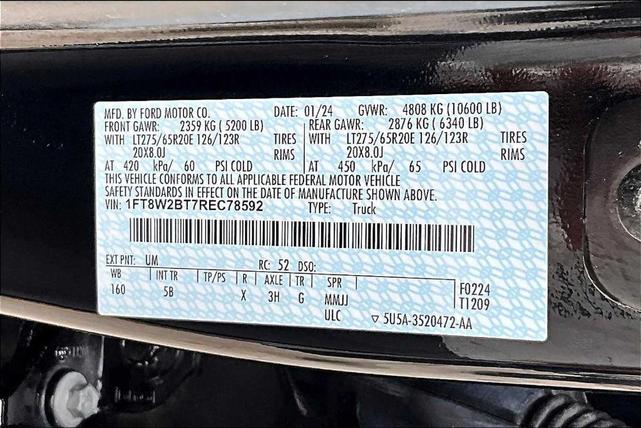 MFD. BY FORD MOTOR CO. DATE: 01/24 GVWR: 4808 KG (10600 LB)
FRONT GAWR: 2359 KG (5200 LB) REAR GAWR: 2876 KG (6340 LB)
WITH LT275/65R20E 126/123R TIRES WITH LT275/65R20E 126/123R TIRES
20X8.0J RIMS 20X8.0J RIMS
AT 420 kPa/ 60 PSI COLD AT 450 kPa/ 65 PSI COLD
THIS VEHICLE CONFORMS TO ALL APPLICABLE FEDERAL MOTOR VEHICLE
SAFETY STANDARDS IN EFFECT ON THE DATE OF MANUFACTURE SHOWN ABOVE.
VIN: 1FT8W2BT7REC78592 TYPE: Truck
EXT PNT: UM RC: 52 DSO:
WB INT TR TP/PS R AXLE TR SPR F0224
160 5B X 3H G MMJJ T1209
ULC ▽ 5U5A-3520472-AA